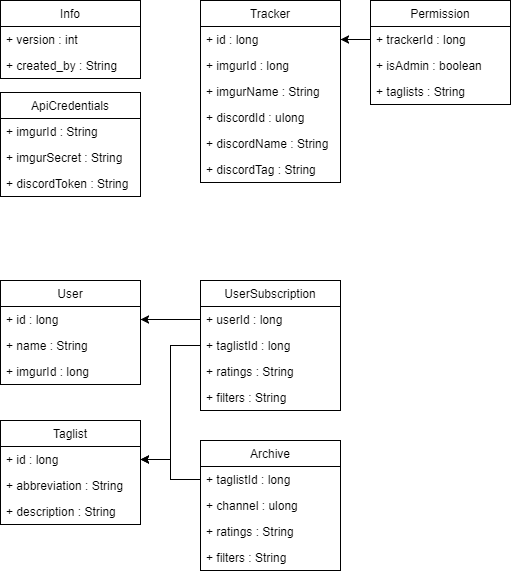 Info
+ version : int
+ created_by : String
ApiCredentials
+ imgurId : String
+ imgurSecret : String
+ discordToken : String
Tracker
+ id : long
+ imgurId : long
+ imgurName : String
+ discordId : ulong
+ discordName : String
+ discordTag : String
Permission
+ trackerId : long
+ isAdmin : boolean
+ taglists : String
User
+ id : long
+ name : String
+ imgurId : long
UserSubscription
+ userId : long
+ taglistId : long
+ ratings : String
+ filters : String
Taglist
+ id : long
+ abbreviation : String
+ description : String
Archive
+ taglistId : long
+ channel : ulong
+ ratings : String
+ filters : String